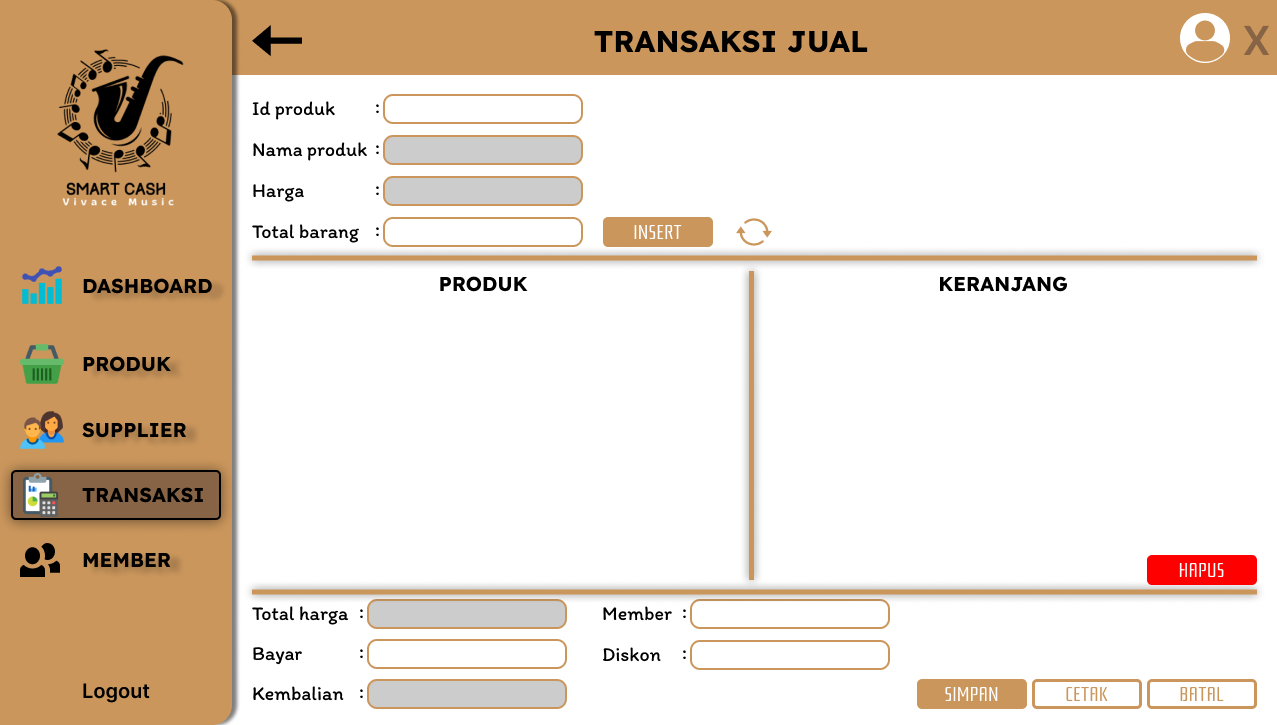 TRANSAKSI JUAL
X
SMART CASH
Vivace Music
DASHBOARD
PRODUK
SUPPLIER
TRANSAKSI
MEMBER
Logout
Id produk :
Nama produk :
Harga :
Total barang :
INSERT
PRODUK
KERANJANG
HAPUS
Total harga :
Bayar :
Kembalian :
Member :
Diskon :
SIMPAN
CETAK
BATAL